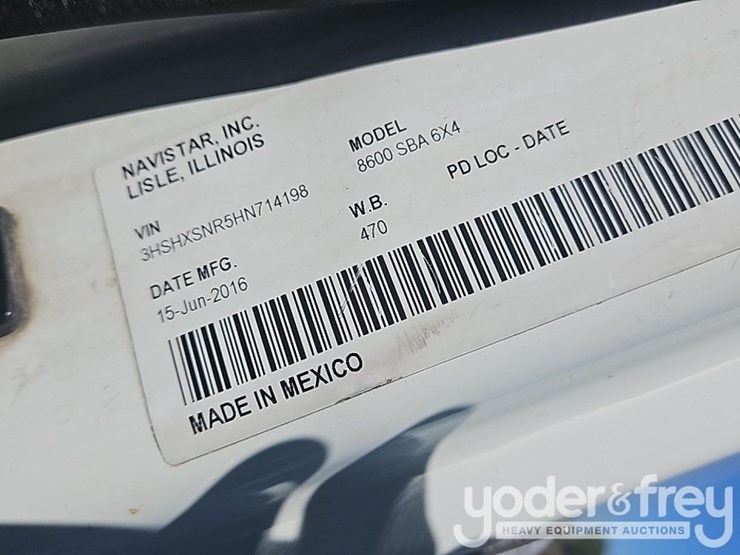 NAVISTAR, INC.
LISLE, ILLINOIS
VIN
3HSHXSNR5HN714198
DATE MFG.
15-Jun-2016
MODEL
8600 SBA 6X4
W.B.
470
PD LOC - DATE
MADE IN MEXICO
yoder&frey
HEAVY EQUIPMENT AUCTIONS